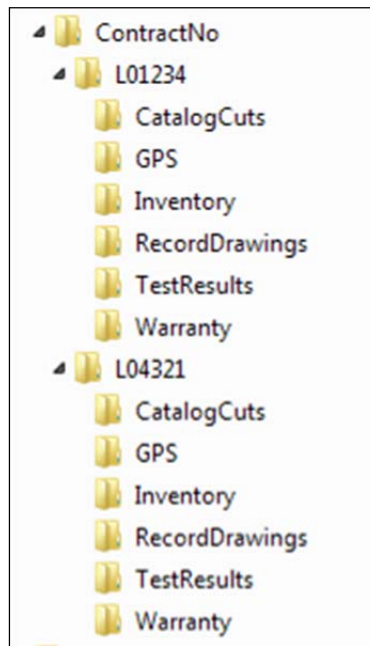 ContractNo
L01234
CatalogCuts
GPS
Inventory
RecordDrawings
TestResults
Warranty
L04321
CatalogCuts
GPS
Inventory
RecordDrawings
TestResults
Warranty